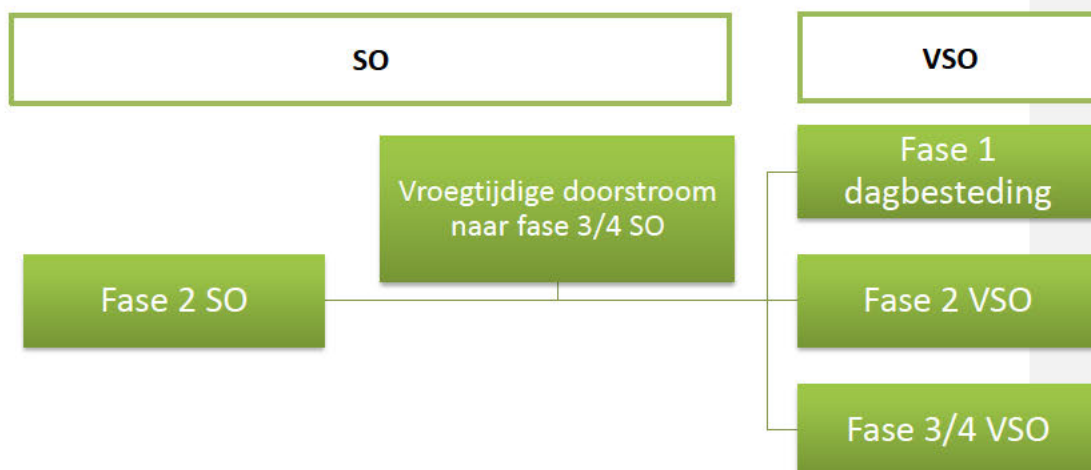 SO
VSO
Vroegtijdige doorstroom
naar fase 3/4 SO
Fase 1
dagbesteding
Fase 2 SO
Fase 2 VSO
Fase 3/4 VSO